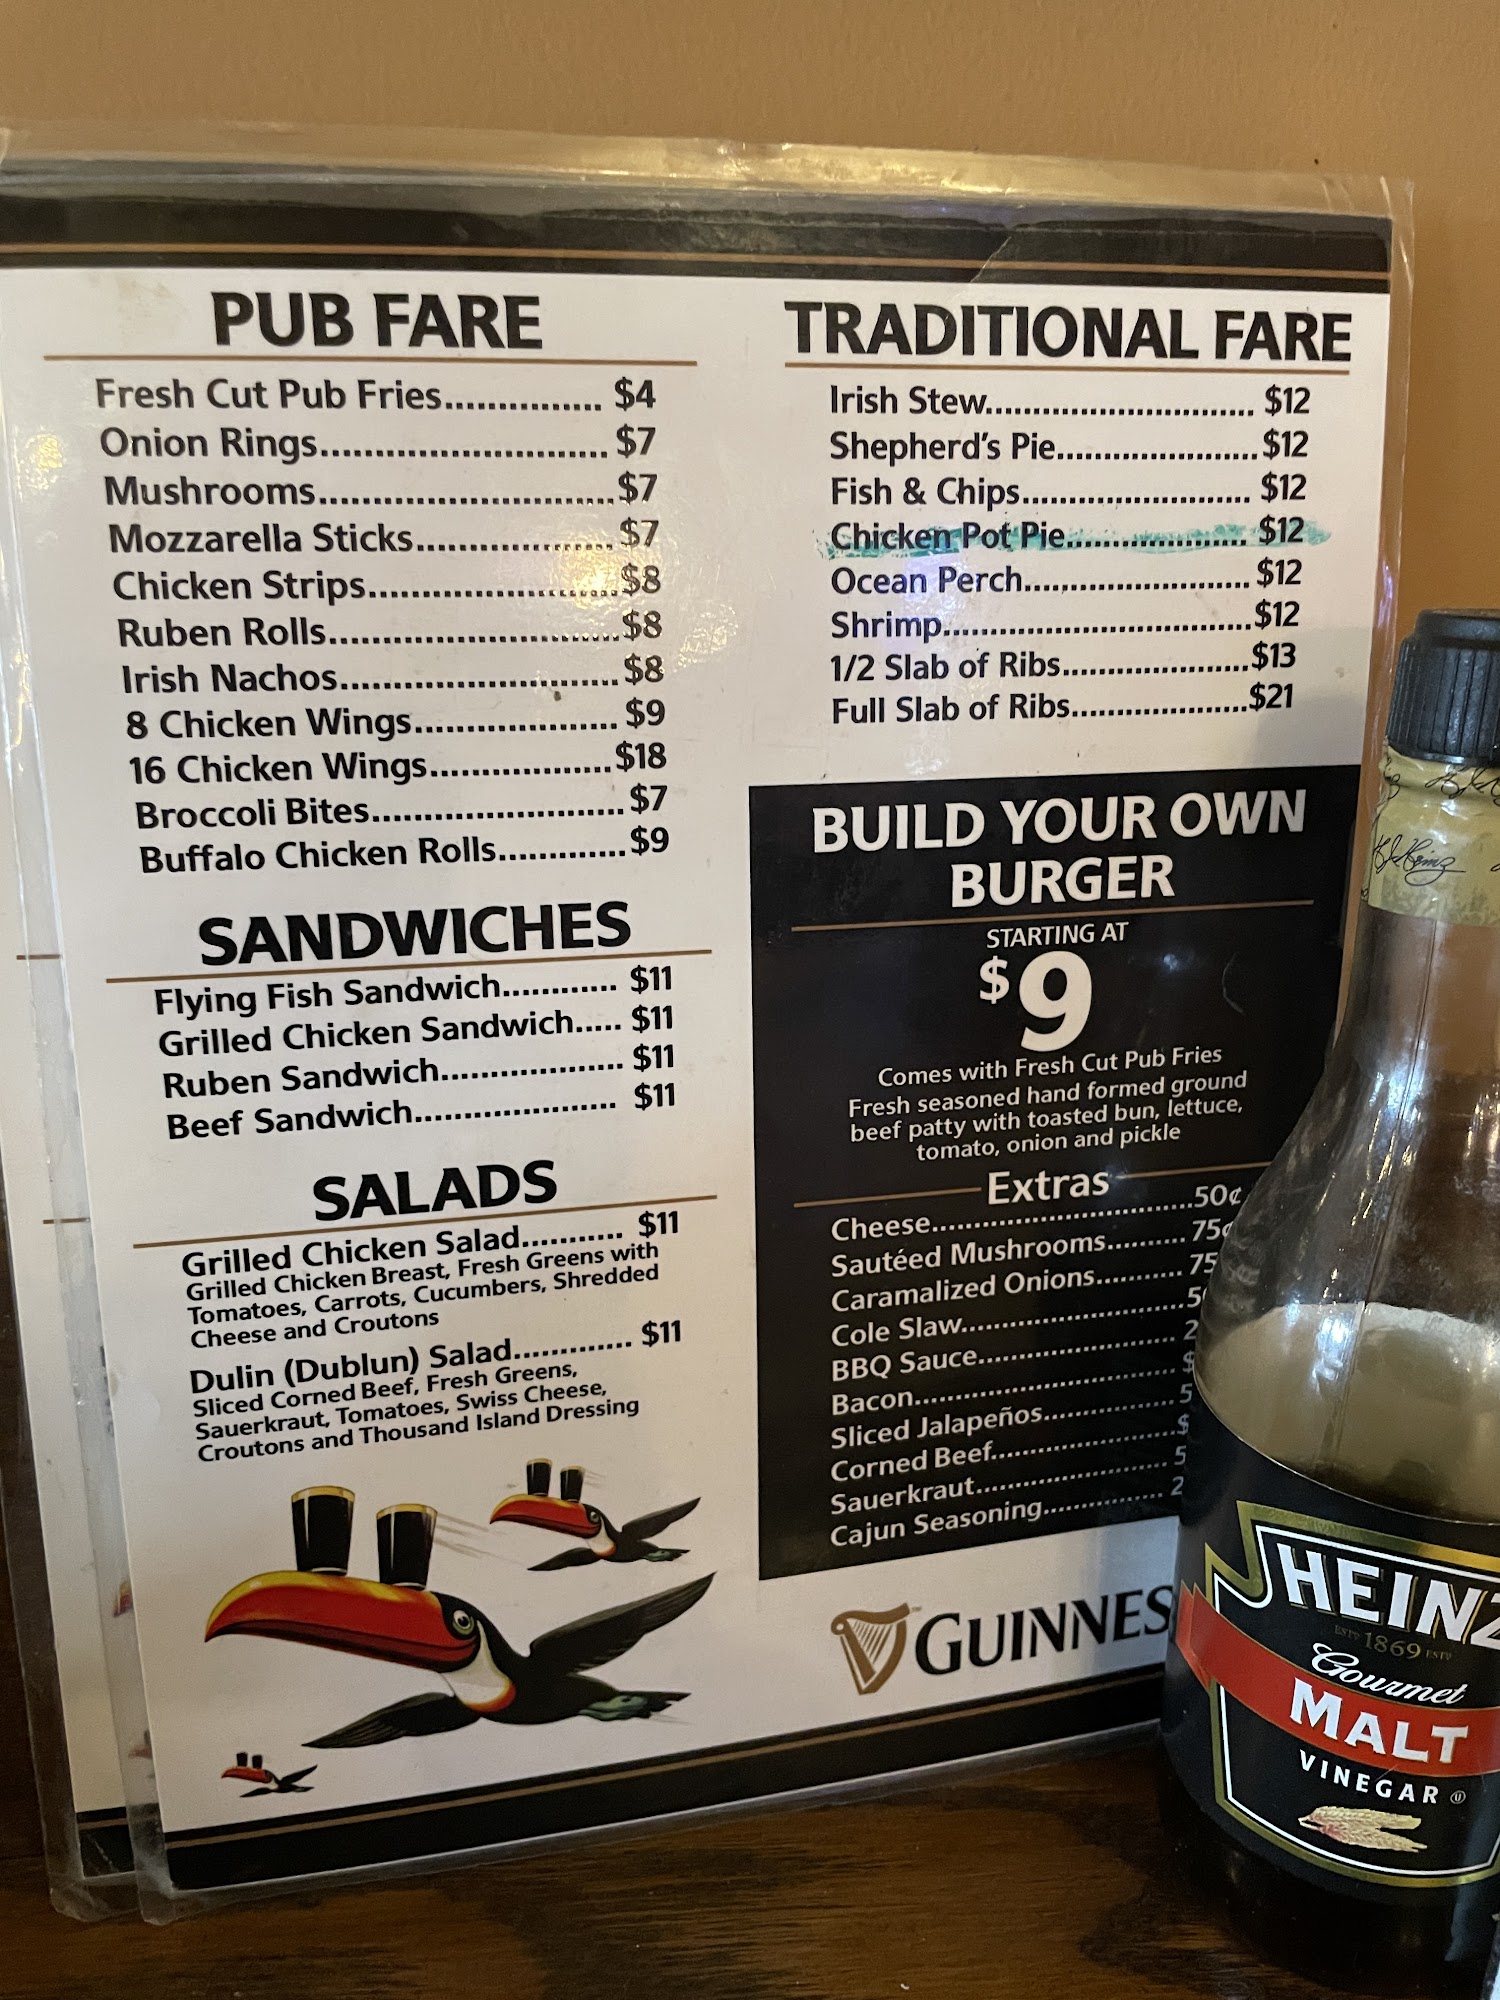 PUB FARE
Fresh Cut Pub Fries............... $4
Onion Rings............................ $7
Mushrooms.............................$7
Mozzarella Sticks...................$7
Chicken Strips........................$8
Ruben Rolls............................$8
Irish Nachos...........................$8
8 Chicken Wings....................$9
16 Chicken Wings..................$18
Broccoli Bites.........................$7
Buffalo Chicken Rolls.............$9
SANDWICHES
Flying Fish Sandwich............ $11
Grilled Chicken Sandwich..... $11
Ruben Sandwich.................... $11
Beef Sandwich...................... $11
SALADS
Grilled Chicken Salad........... $11
Grilled Chicken Breast, Fresh Greens with
Tomatoes, Carrots, Cucumbers, Shredded
Cheese and Croutons
Dulin (Dublun) Salad............. $11
Sliced Corned Beef, Fresh Greens,
Sauerkraut, Tomatoes, Swiss Cheese,
Croutons and Thousand Island Dressing
TRADITIONAL FARE
Irish Stew............................. $12
Shepherd's Pie......................$12
Fish & Chips......................... $12
Chicken Pot Pie.................... $12
Ocean Perch........................ $12
Shrimp.................................$12
1/2 Slab of Ribs....................$13
Full Slab of Ribs...................$21
BUILD YOUR OWN
BURGER
STARTING AT
$9
Comes with Fresh Cut Pub Fries
Fresh seasoned hand formed ground
beef patty with toasted bun, lettuce,
tomato, onion and pickle
Extras
Cheese..............................50¢
Sautéed Mushrooms..........75¢
Caramalized Onions...........75
Cole Slaw.........................
BBQ Sauce........................
Bacon...............................
Sliced Jalapeños................
Corned Beef.....................
Sauerkraut.......................
Cajun Seasoning...............
GUINNES
HEINZ
ESTD 1869 ESTD
Gourmet
MALT
VINEGAR